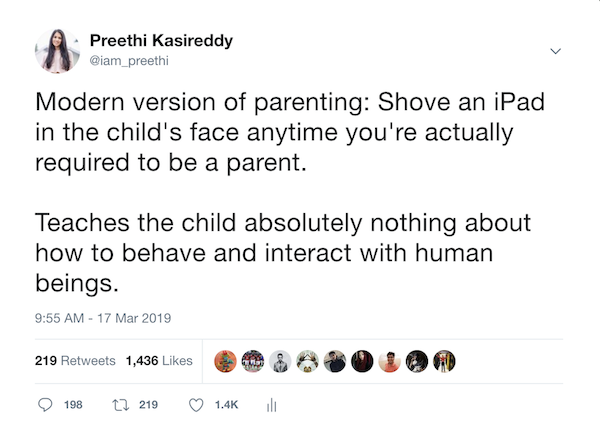 Preethi Kasireddy
@iam_preethi
Modern version of parenting: Shove an iPad
in the child's face anytime you're actually
required to be a parent.
Teaches the child absolutely nothing about
how to behave and interact with human
beings.
9:55 AM - 17 Mar 2019
219 Retweets 1,436 Likes
198 219 1.4K